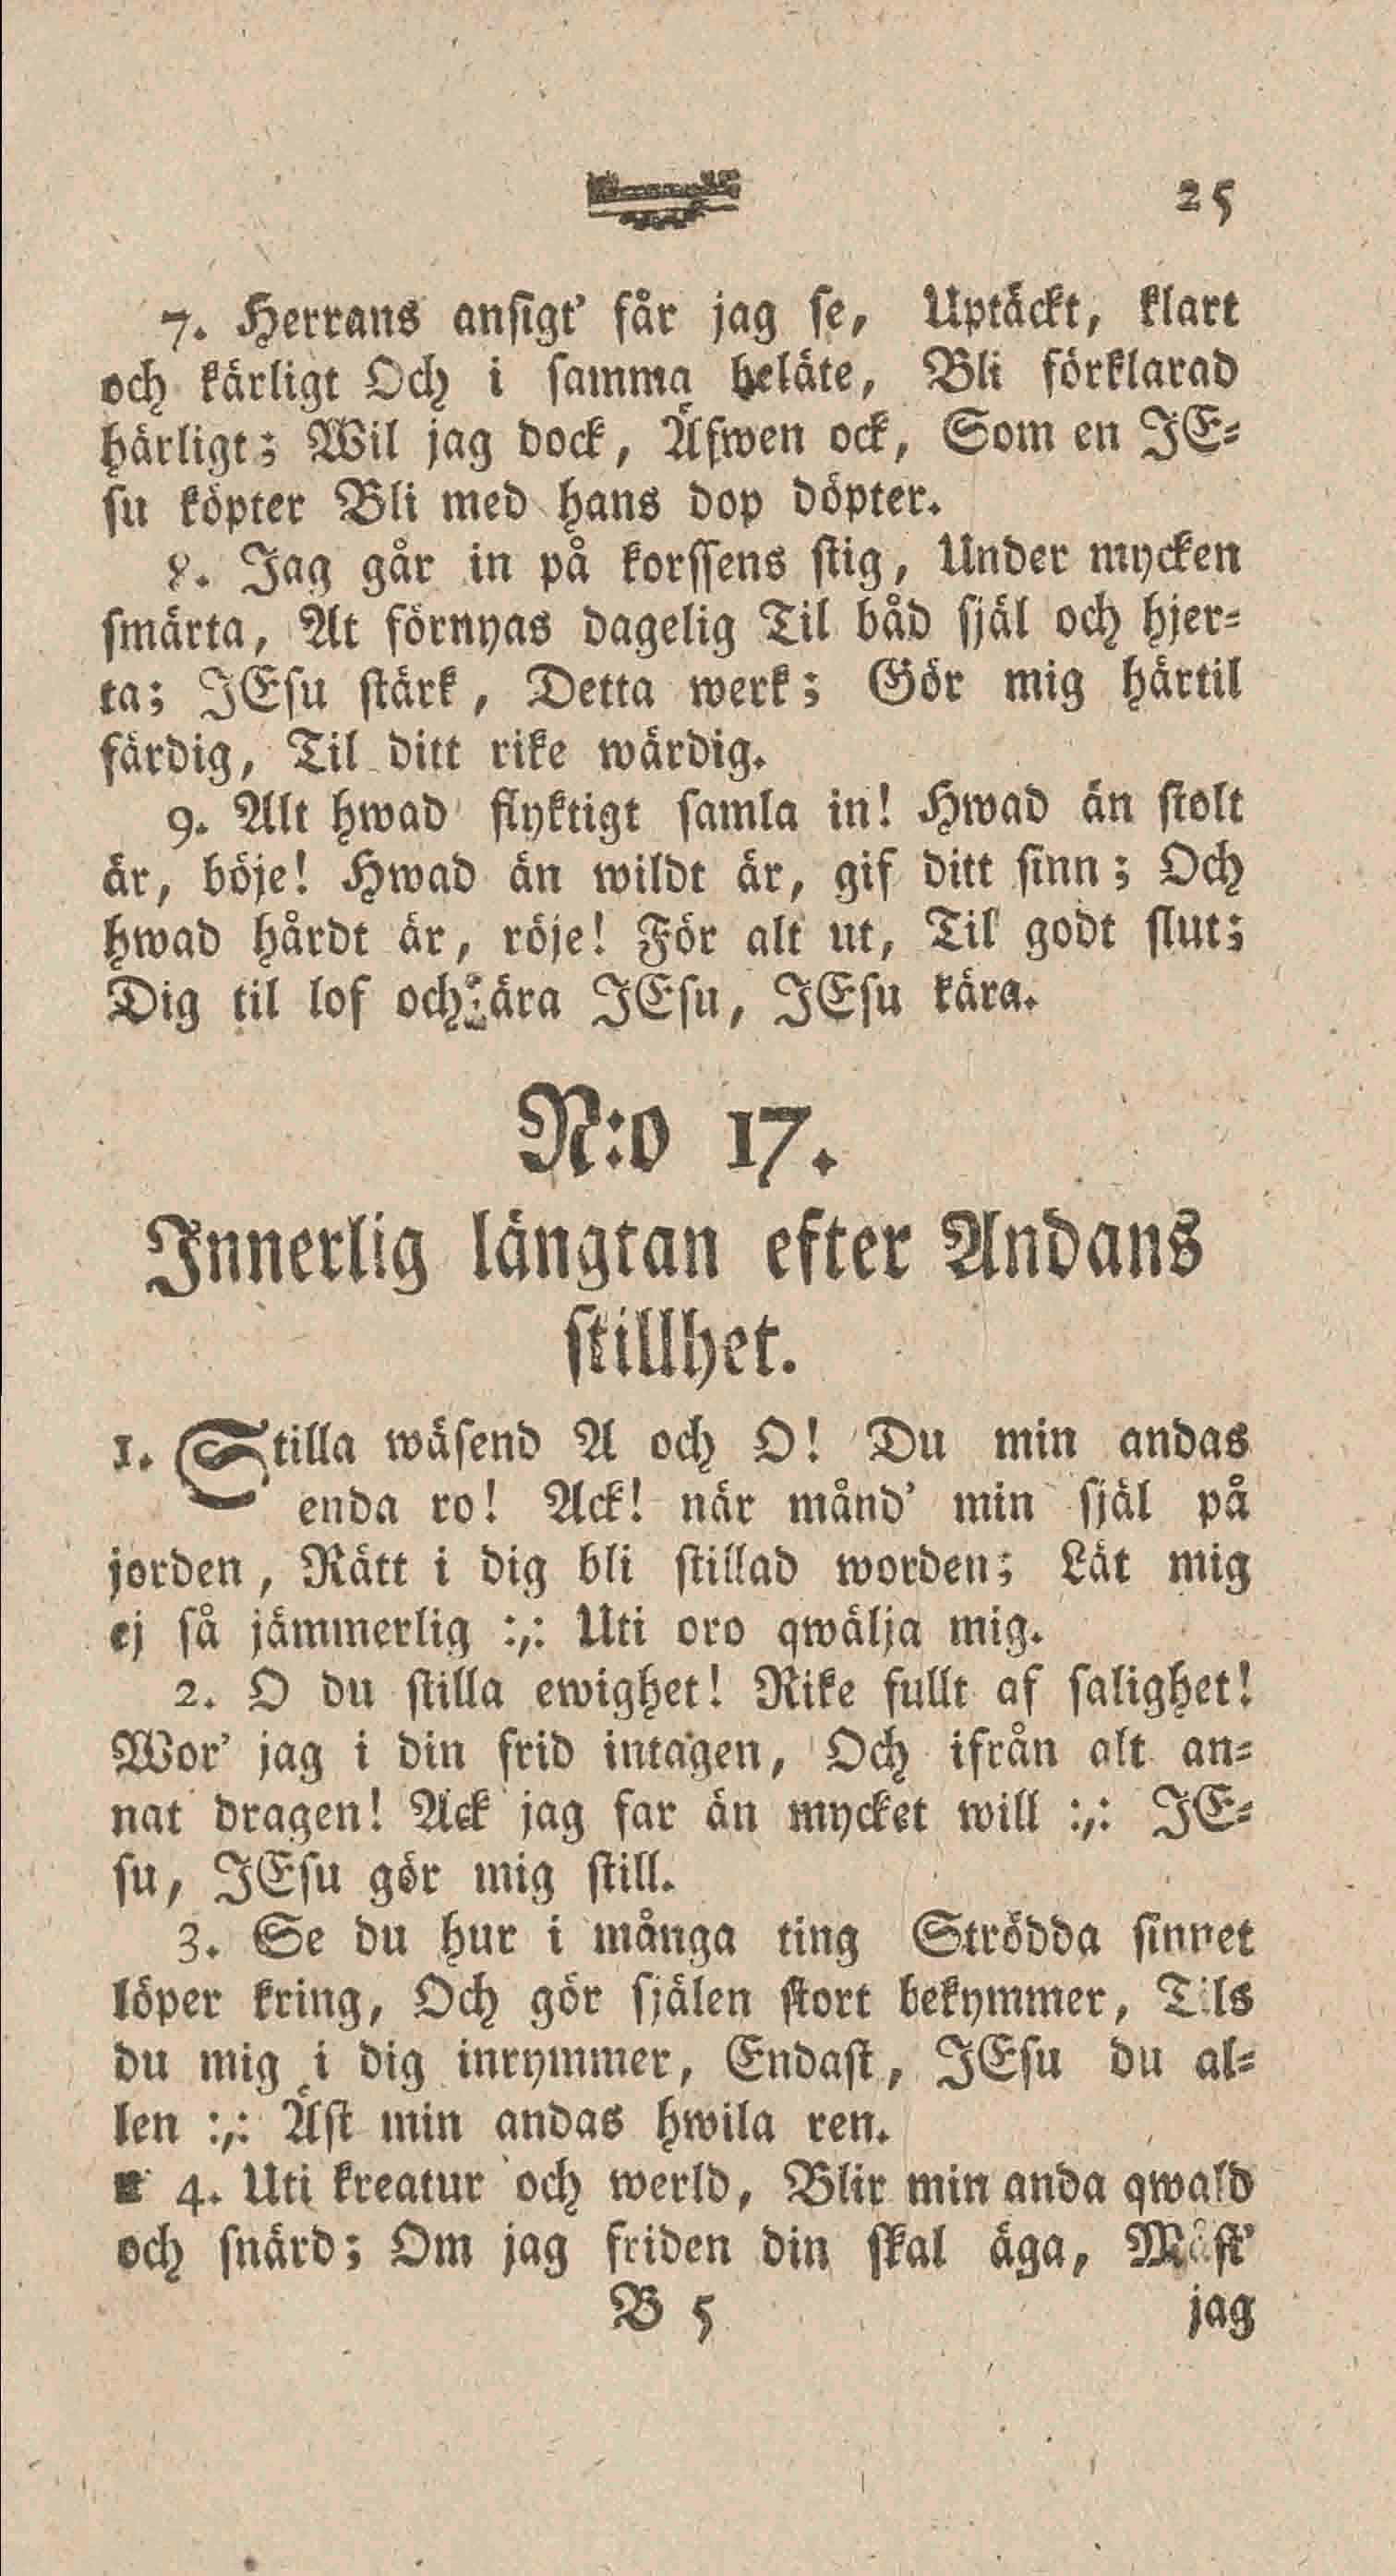 25
7. Herrans ansigt' får jag se, Uptäckt, klart
och kärligt Och i samma beläte, Bli förklarad
härligt; Wil jag dock, Äfwen ock, Som en JE-
su köpter Bli med hans dop döpter.
8. Jag går in på korssens stig, Under mycken
smärta, At förnyas dagelig Til båd själ och hjer-
ta; JEsu stärk, Detta werk; Gör mig härtil
färdig, Til ditt rike wärdig.
9. Alt hwad flyktigt samla in! Hwad än stolt
är, böje! Hwad än wildt är, gif ditt sinn; Och
hwad hårdt är, röje! För alt ut, Til godt slut;
Dig til lof och ära JEsu, JEsu kära.
N:o 17.
Innerlig längtan efter Andans
stillhet.
1. Stilla wäsend A och O! Du min andas
enda ro! Ack! när månd' min själ på
jorden, Rätt i dig bli stillad worden; Lät mig
ej så jämmerlig :,: Uti oro qwälja mig.
2. O du stilla ewighet! Rike fullt af salighet!
Wor' jag i din frid intagen, Och ifrån alt an-
nat dragen! Ack jag far än mycket will :,: JE-
su, JEsu gör mig still.
3. Se du hur i många ting Strödda sinnet
löper kring, Och gör själen stort bekymmer, Tils
du mig i dig inrymmer, Endast, JEsu du al-
len :,: Äst min andas hwila ren.
4. Uti kreatur och werld, Blir min anda qwald
och snärd; Om jag friden din skal äga, Måst'
B 5 jag